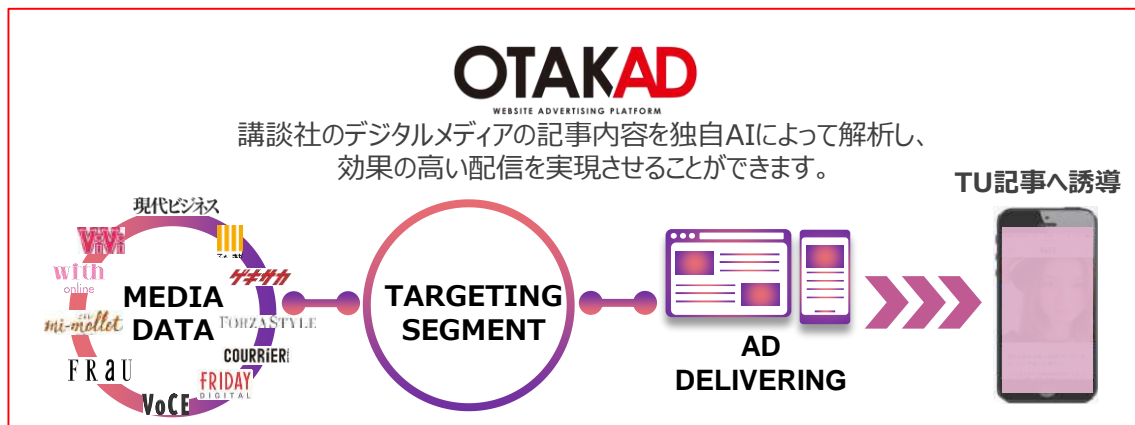 OTAKAD
WEBSITE ADVERTISING PLATFORM
講談社のデジタルメディアの記事内容を独自AIによって解析し、
効果の高い配信を実現させることができます。
TU記事へ誘導
現代ビジネス
ViVi
with
online
ゲキサカ
MEDIA
DATA
mi-mollet
FORZASTYLE
FRaU
COURRiER
FRIDAY
DIGITAL
VoCE
TARGETING
SEGMENT
AD
DELIVERING